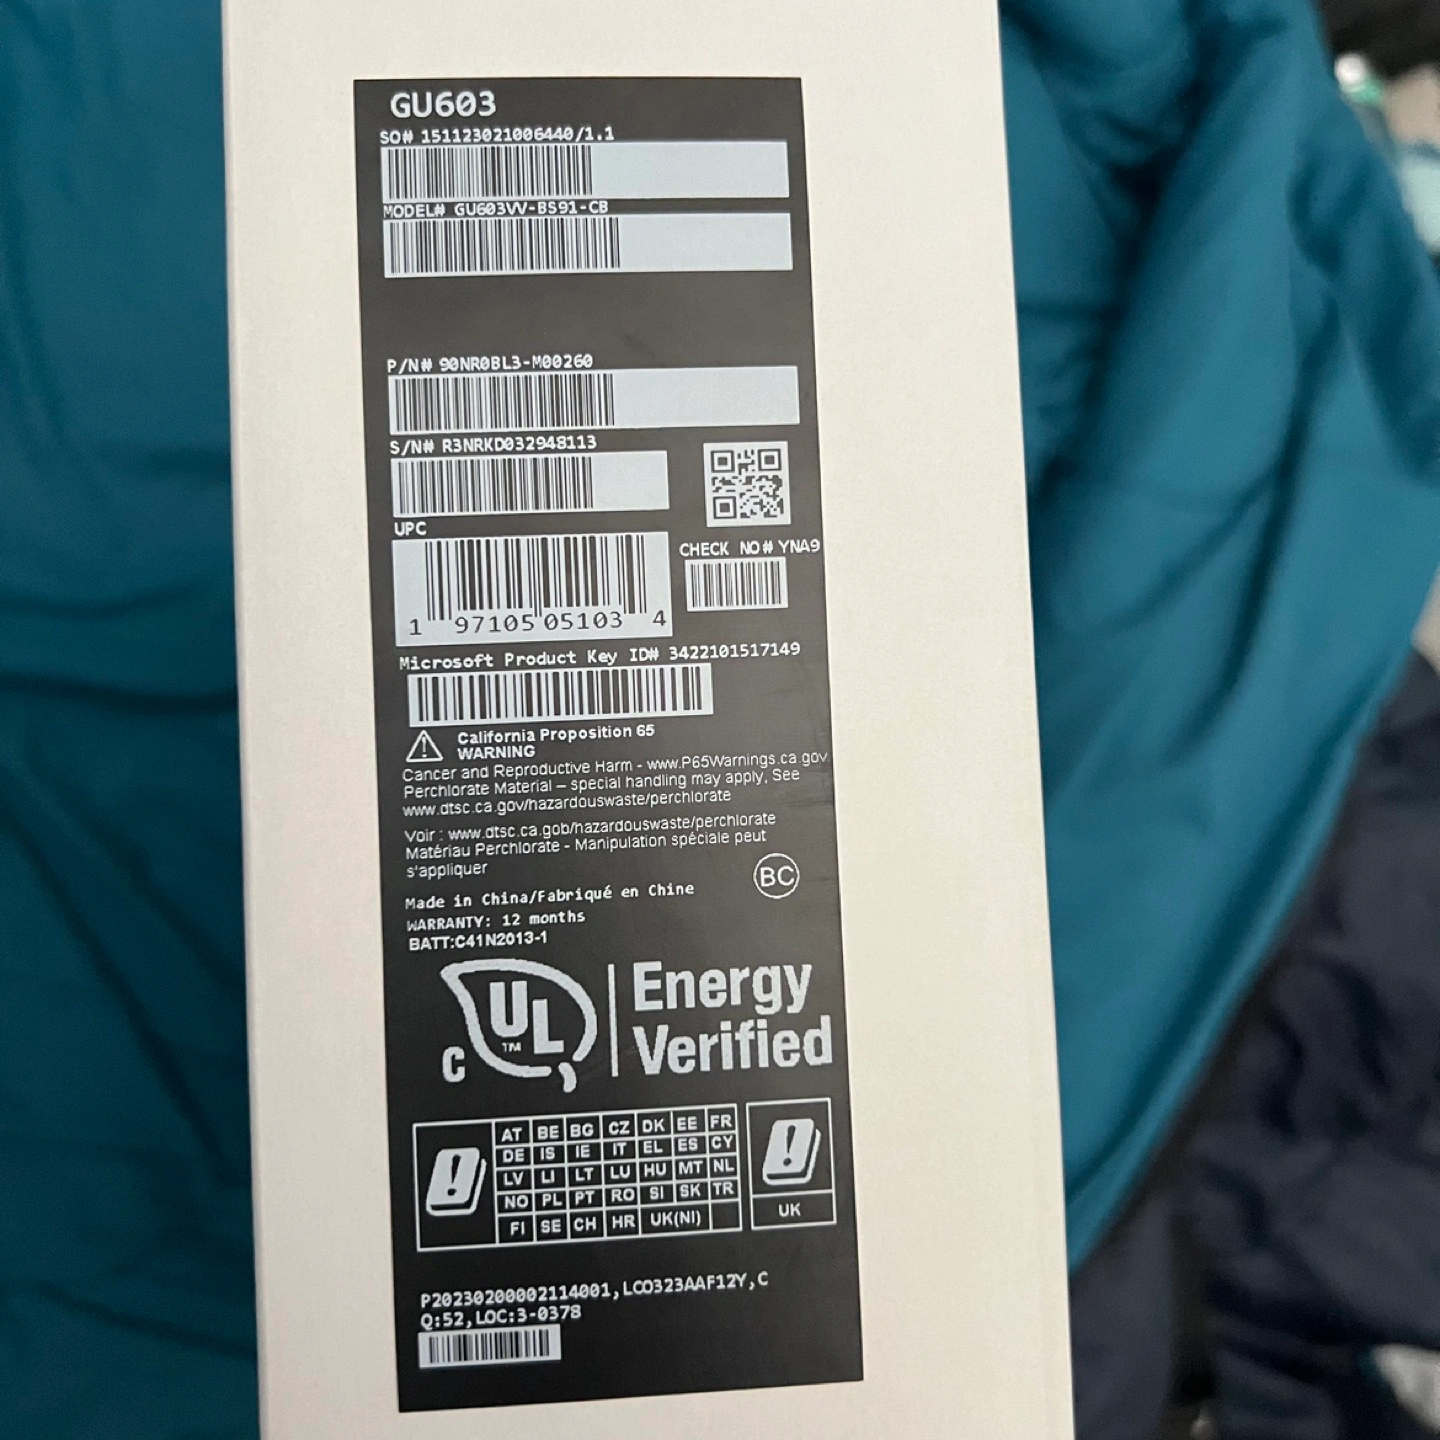 GU603
SO# 151123021006440/1.1
MODEL# GU603VV-BS91-CB
P/N# 90NR0BL3-M00260
S/N# R3NRKD032948113
UPC
CHECK NO# YNA9
1 97105 05103 4
Microsoft Product Key ID# 3422101517149
California Proposition 65
WARNING
Cancer and Reproductive Harm - www.P65Warnings.ca.gov
Perchlorate Material – special handling may apply, See
www.dtsc.ca.gov/hazardouswaste/perchlorate
Voir : www.dtsc.ca.gob/hazardouswaste/perchlorate
Matériau Perchlorate - Manipulation spéciale peut
s'appliquer
BC
Made in China/Fabriqué en Chine
WARRANTY: 12 months
BATT:C41N2013-1
C UL TM Energy
Verified
AT BE BG CZ DK EE FR
DE IS IE IT EL ES CY
LV LI LT LU HU MT NL
NO PL PT RO SI SK TR
FI SE CH HR UK(NI)
UK
P20230200002114001,LCO323AAF12Y,C
Q:52,LOC:3-0378